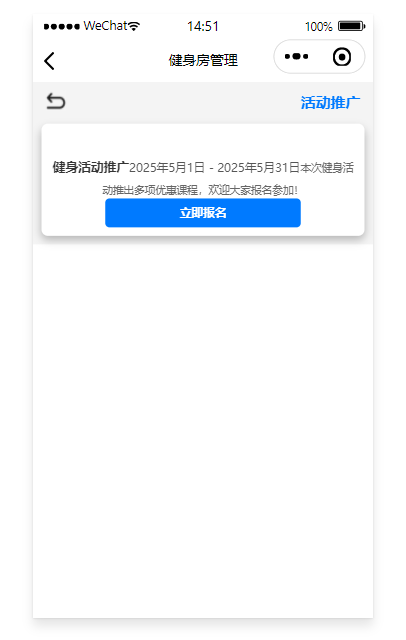 WeChat 14:51 100%
健身房管理
活动推广
健身活动推广2025年5月1日 - 2025年5月31日本次健身活
动推出多项优惠课程，欢迎大家报名参加！
立即报名